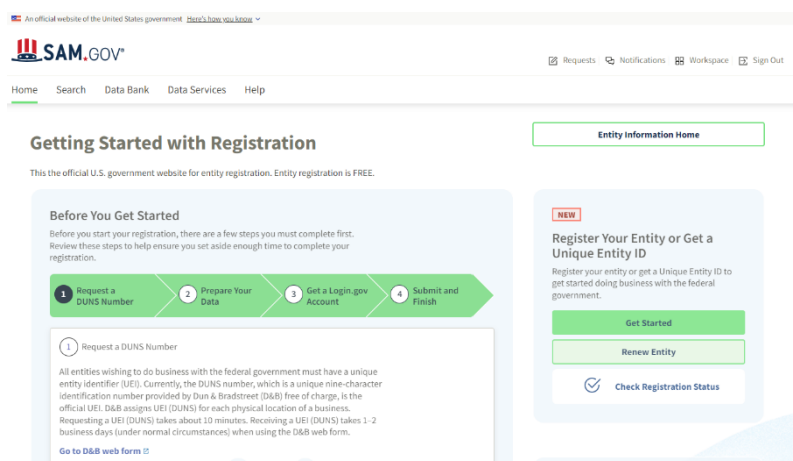 An official website of the United States government Here's how you know
SAM.GOV®
Requests Notifications Workspace Sign Out
Home Search Data Bank Data Services Help
Getting Started with Registration
Entity Information Home
This the official U.S. government website for entity registration. Entity registration is FREE.
Before You Get Started
Before you start your registration, there are a few steps you must complete first.
Review these steps to help ensure you set aside enough time to complete your
registration.
1 Request a
DUNS Number
2 Prepare Your
Data
3 Get a Login.gov
Account
4 Submit and
Finish
1 Request a DUNS Number
All entities wishing to do business with the federal government must have a unique
entity identifier (UEI). Currently, the DUNS number, which is a unique nine-character
identification number provided by Dun & Bradstreet (D&B) free of charge, is the
official UEI. D&B assigns UEI (DUNS) for each physical location of a business.
Requesting a UEI (DUNS) takes about 10 minutes. Receiving a UEI (DUNS) takes 1-2
business days (under normal circumstances) when using the D&B web form.
Go to D&B web form
NEW
Register Your Entity or Get a
Unique Entity ID
Register your entity or get a Unique Entity ID to
get started doing business with the federal
government.
Get Started
Renew Entity
Check Registration Status